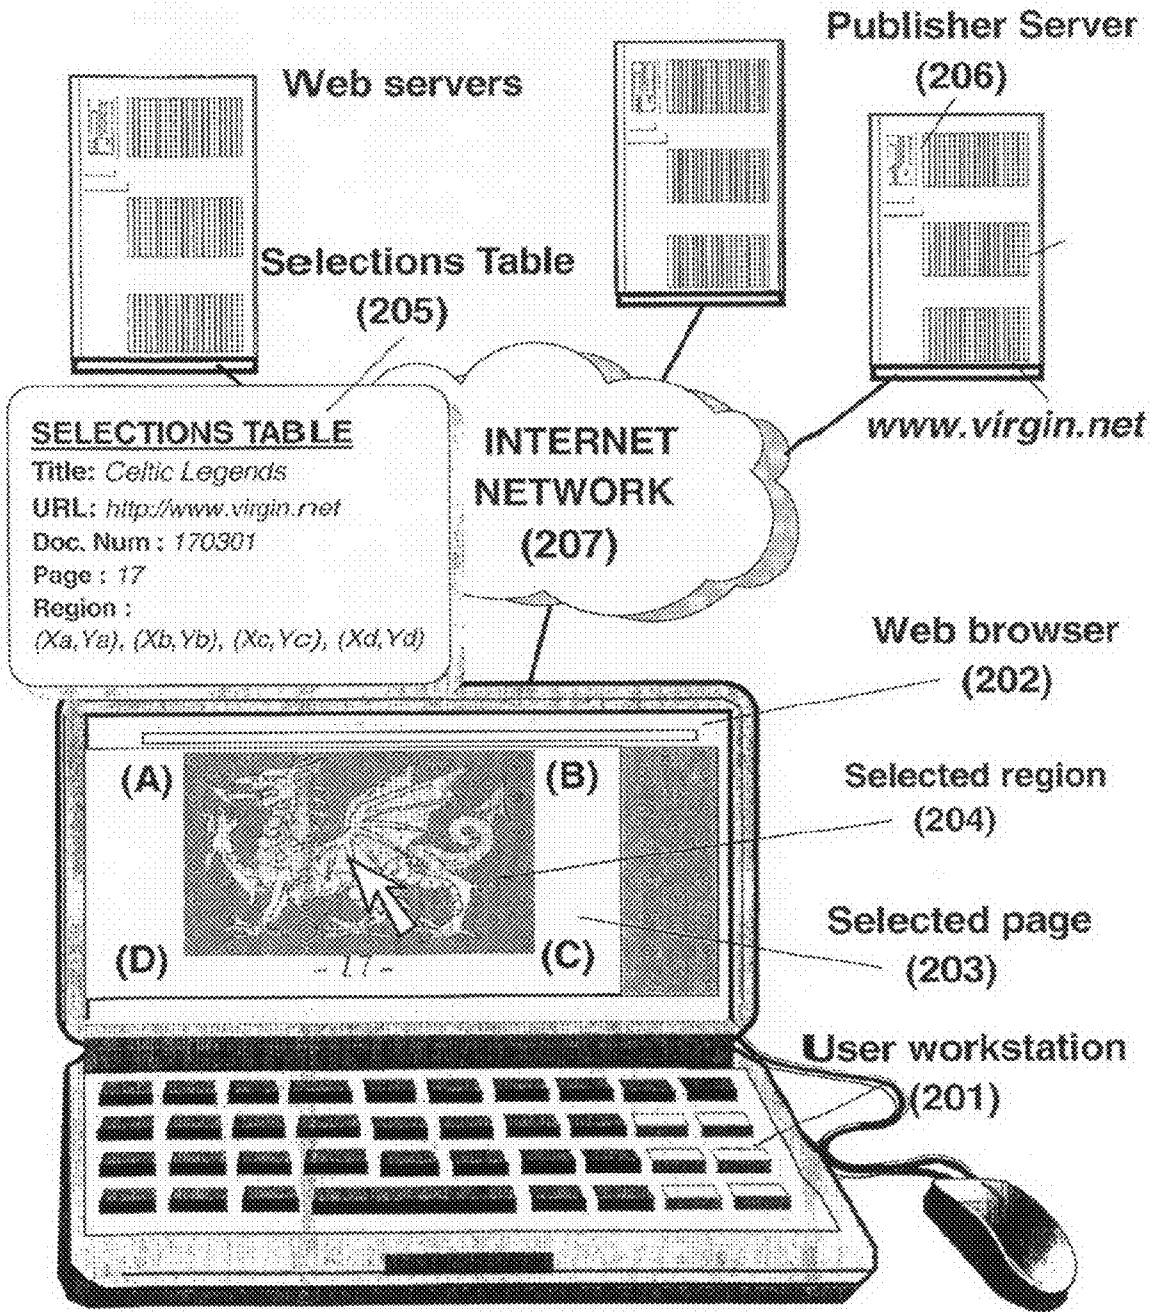 Publisher Server
(206)
Web servers
Selections Table
(205)
www.virgin.net
SELECTIONS TABLE
Title: Celtic Legends
URL: http://www.virgin.net
Doc. Num : 170301
Page : 17
Region :
(Xa,Ya), (Xb,Yb), (Xc,Yc), (Xd,Yd)
INTERNET
NETWORK
(207)
Web browser
(202)
(A)
(B)
Selected region
(204)
Selected page
(203)
(D)
(C)
- 17 -
User workstation
(201)